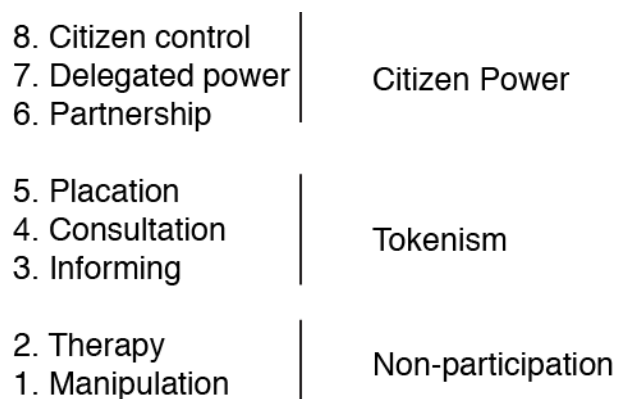 8. Citizen control
7. Delegated power
6. Partnership
Citizen Power
5. Placation
4. Consultation
3. Informing
Tokenism
2. Therapy
1. Manipulation
Non-participation